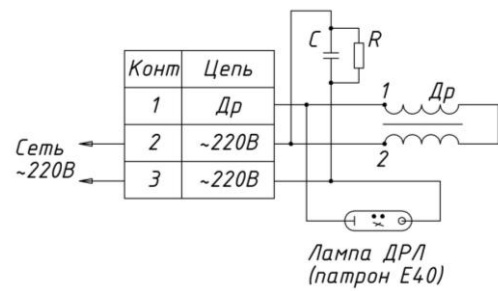 C R
Конт Цепь
1 Др
2 ~220В
3 ~220В
Сеть
~220В
1 Др
2
Лампа ДРЛ
(патрон Е40)